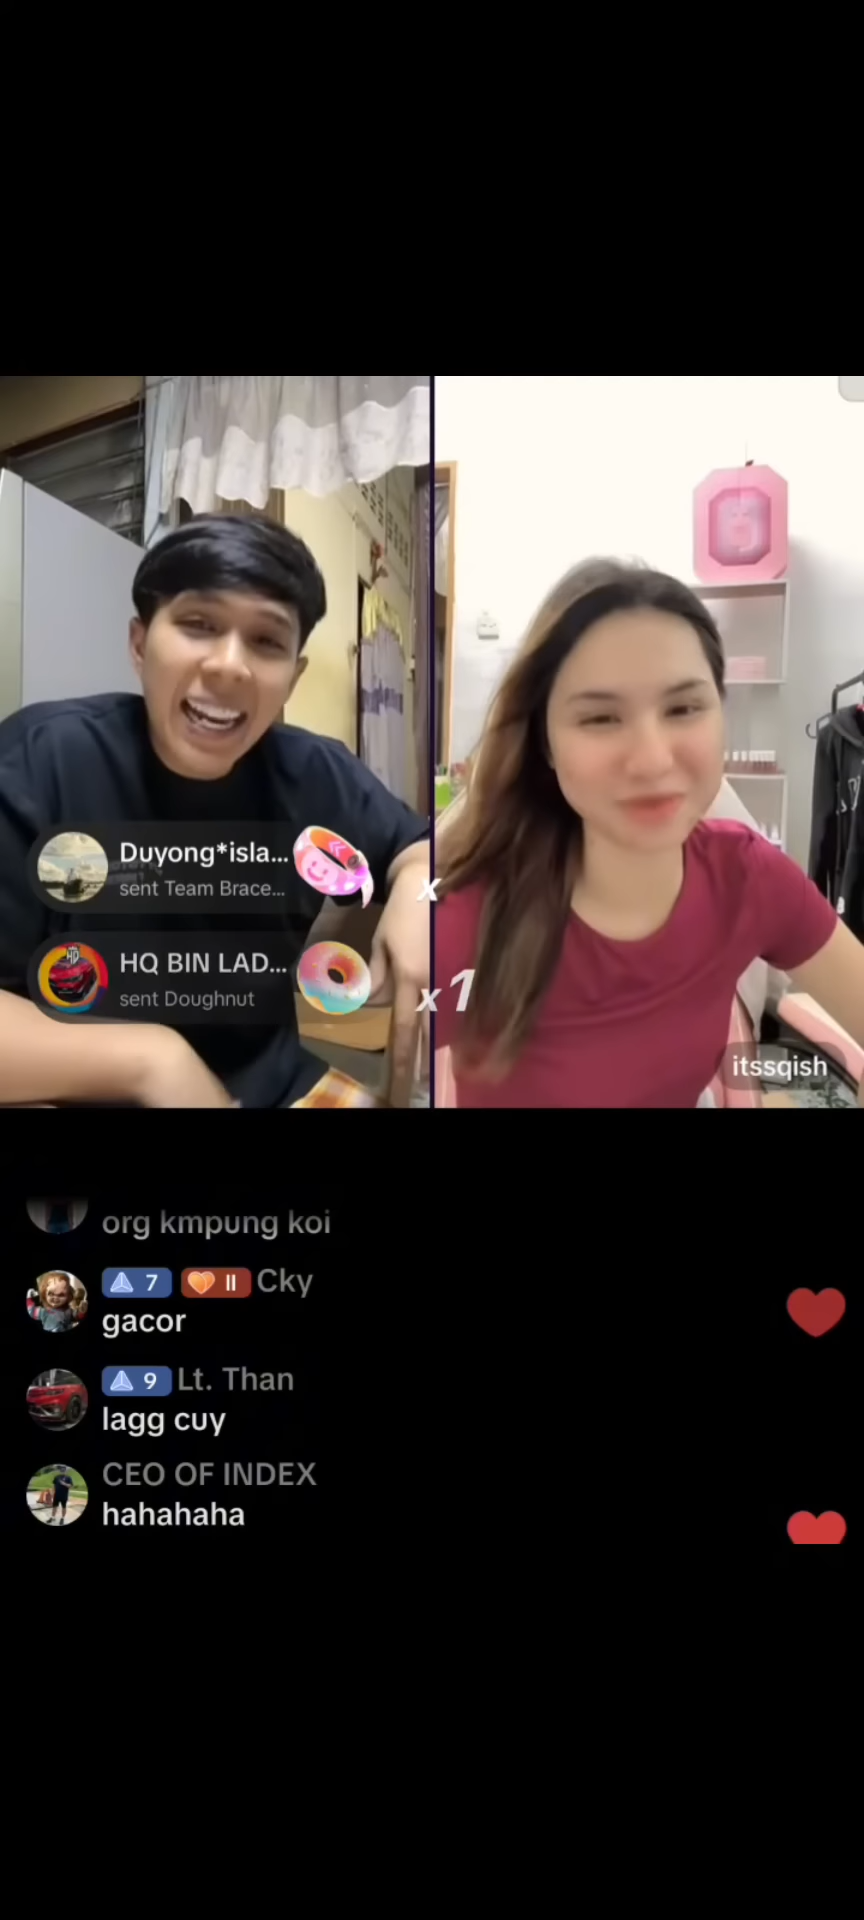 Duyong*isla...
sent Team Brace...
x
HQ BIN LAD...
sent Doughnut
x1
itssqish
org kmpung koi
7 II Cky
gacor
9 Lt. Than
lagg cuy
CEO OF INDEX
hahahaha